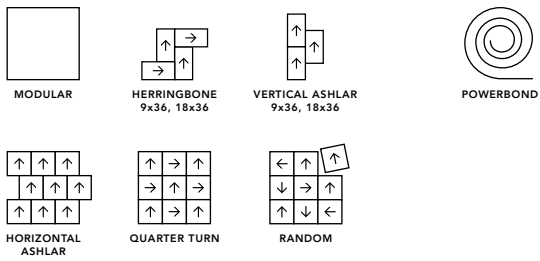 MODULAR
HERRINGBONE
9x36, 18x36
VERTICAL ASHLAR
9x36, 18x36
POWERBOND
HORIZONTAL
ASHLAR
QUARTER TURN
RANDOM